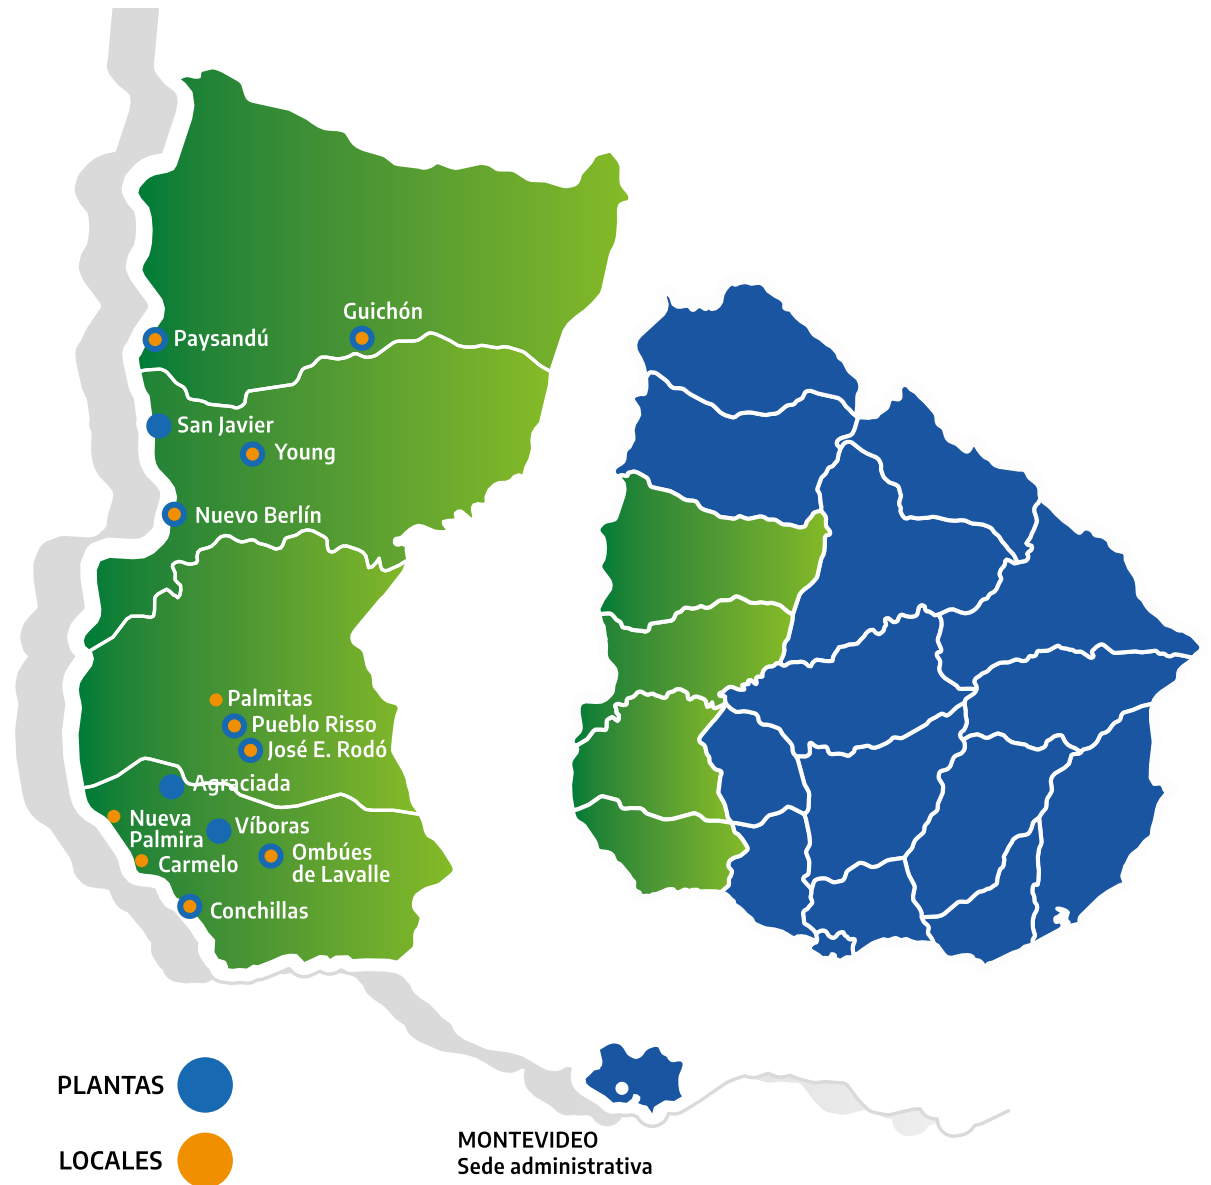 Guichón
Paysandú
San Javier
Young
Nuevo Berlín
Palmitas
Pueblo Risso
José E. Rodó
Agraciada
Nueva
Palmira
Víboras
Carmelo
Ombúes
de Lavalle
Conchillas
PLANTAS
LOCALES
MONTEVIDEO
Sede administrativa